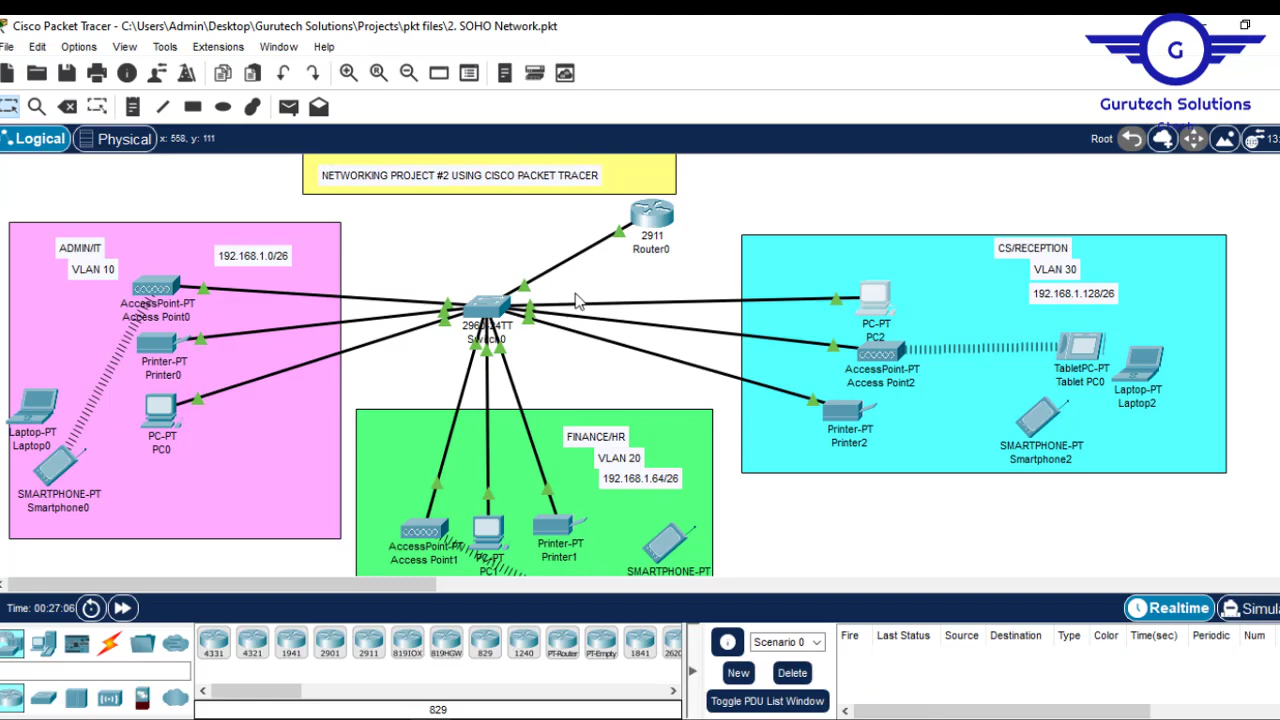 Cisco Packet Tracer - C:\Users\Admin\Desktop\Gurutech Solutions\Projects\pkt files\2. SOHO Network.pkt
File Edit Options View Tools Extensions Window Help
G
Gurutech Solutions
Logical Physical x: 558, y: 111
Root
NETWORKING PROJECT #2 USING CISCO PACKET TRACER
2911
Router0
ADMIN/IT
VLAN 10
192.168.1.0/26
AccessPoint-PT
Access Point0
Printer-PT
Printer0
Laptop-PT
Laptop0
PC-PT
PC0
SMARTPHONE-PT
Smartphone0
CS/RECEPTION
VLAN 30
192.168.1.128/26
PC-PT
PC2
AccessPoint-PT
Access Point2
TabletPC-PT
Tablet PC0
Laptop-PT
Laptop2
Printer-PT
Printer2
SMARTPHONE-PT
Smartphone2
FINANCE/HR
VLAN 20
192.168.1.64/26
AccessPoint-PT
Access Point1
PC1
Printer-PT
Printer1
SMARTPHONE-PT
Time: 00:27:06
Realtime
Scenario 0
New Delete
Toggle PDU List Window
Fire Last Status Source Destination Type Color Time(sec) Periodic Num
4331 4321 1941 2901 2911 819IOX 819HGW 829 1240 PT-Router PT-Empty 1841
829